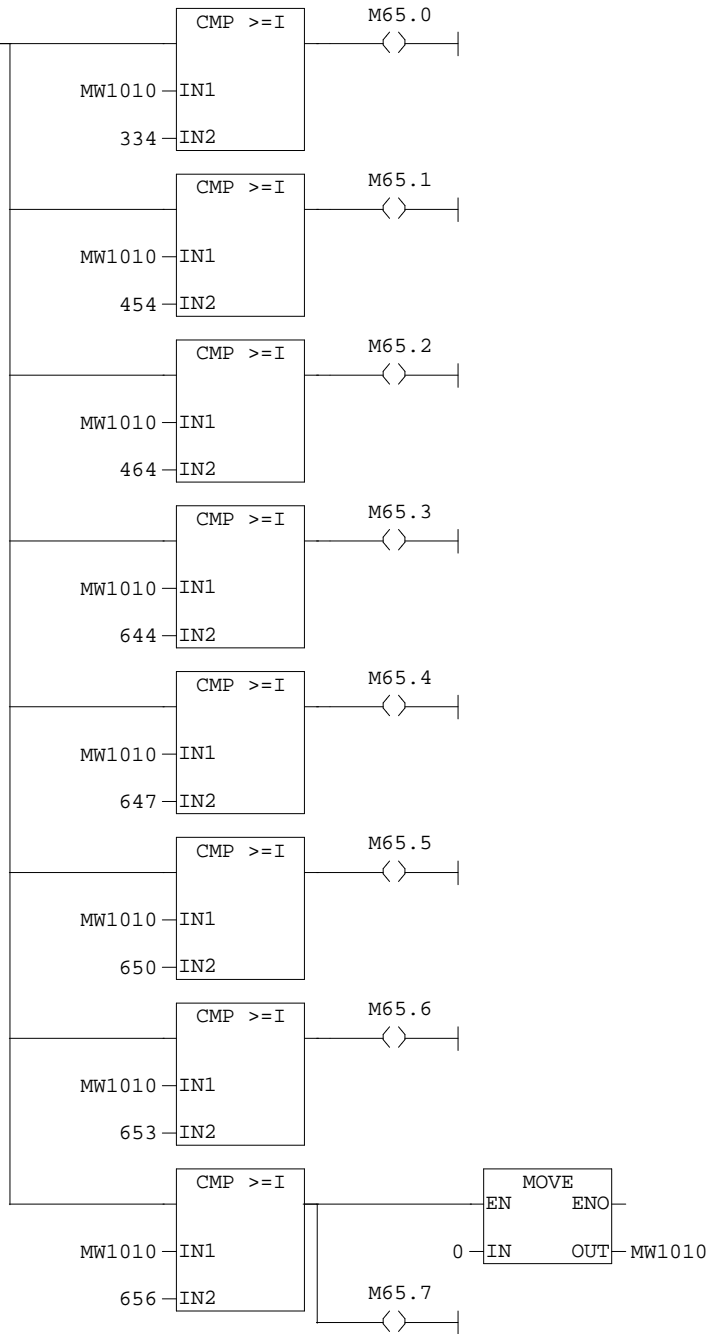 CMP >=I M65.0
MW1010 IN1
334 IN2
CMP >=I M65.1
MW1010 IN1
454 IN2
CMP >=I M65.2
MW1010 IN1
464 IN2
CMP >=I M65.3
MW1010 IN1
644 IN2
CMP >=I M65.4
MW1010 IN1
647 IN2
CMP >=I M65.5
MW1010 IN1
650 IN2
CMP >=I M65.6
MW1010 IN1
653 IN2
CMP >=I MOVE
EN ENO
MW1010 IN1 0 IN OUT MW1010
656 IN2 M65.7